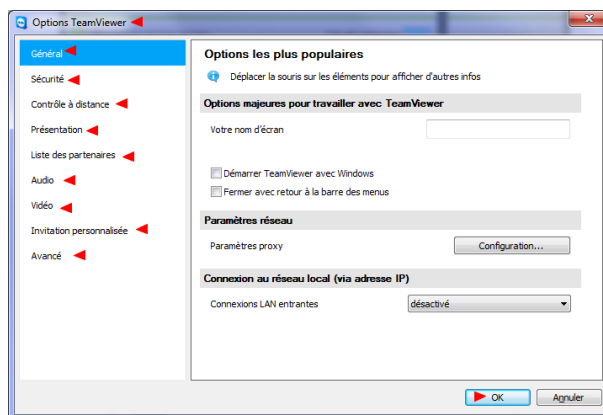 Options TeamViewer
Général
Sécurité
Contrôle à distance
Présentation
Liste des partenaires
Audio
Vidéo
Invitation personnalisée
Avancé
Options les plus populaires
Déplacer la souris sur les éléments pour afficher d'autres infos
Options majeures pour travailler avec TeamViewer
Votre nom d'écran
Démarrer TeamViewer avec Windows
Fermer avec retour à la barre des menus
Paramètres réseau
Paramètres proxy
Configuration...
Connexion au réseau local (via adresse IP)
Connexions LAN entrantes
désactivé
OK
Annuler